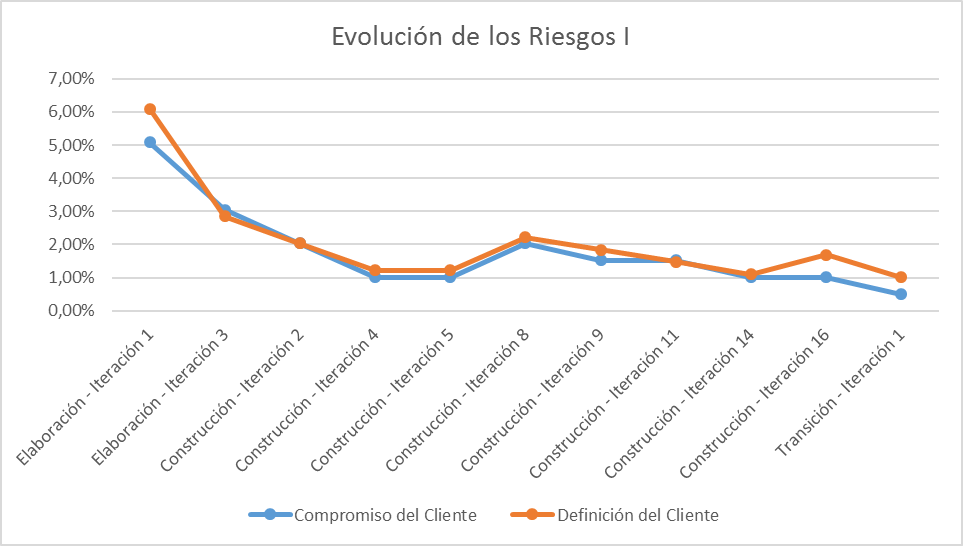 Evolución de los Riesgos I
7,00%
6,00%
5,00%
4,00%
3,00%
2,00%
1,00%
0,00%
Elaboración - Iteración 1
Elaboración - Iteración 3
Construcción - Iteración 2
Construcción - Iteración 4
Construcción - Iteración 5
Construcción - Iteración 8
Construcción - Iteración 9
Construcción - Iteración 11
Construcción - Iteración 14
Construcción - Iteración 16
Transición - Iteración 1
Compromiso del Cliente
Definición del Cliente